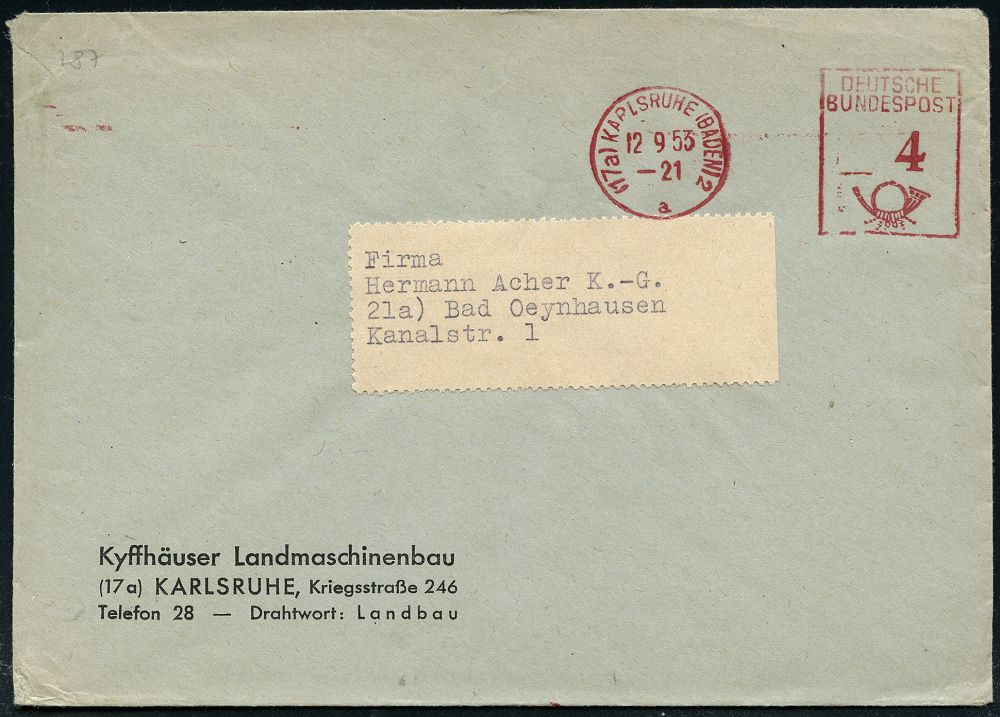 287
DEUTSCHE
BUNDESPOST
4
(17a) KARLSRUHE (BADEN) 2
12 9 53
–21
a
Firma
Hermann Acher K.-G.
21a) Bad Oeynhausen
Kanalstr. 1
Kyffhäuser Landmaschinenbau
(17a) KARLSRUHE, Kriegsstraße 246
Telefon 28 — Drahtwort: Landbau